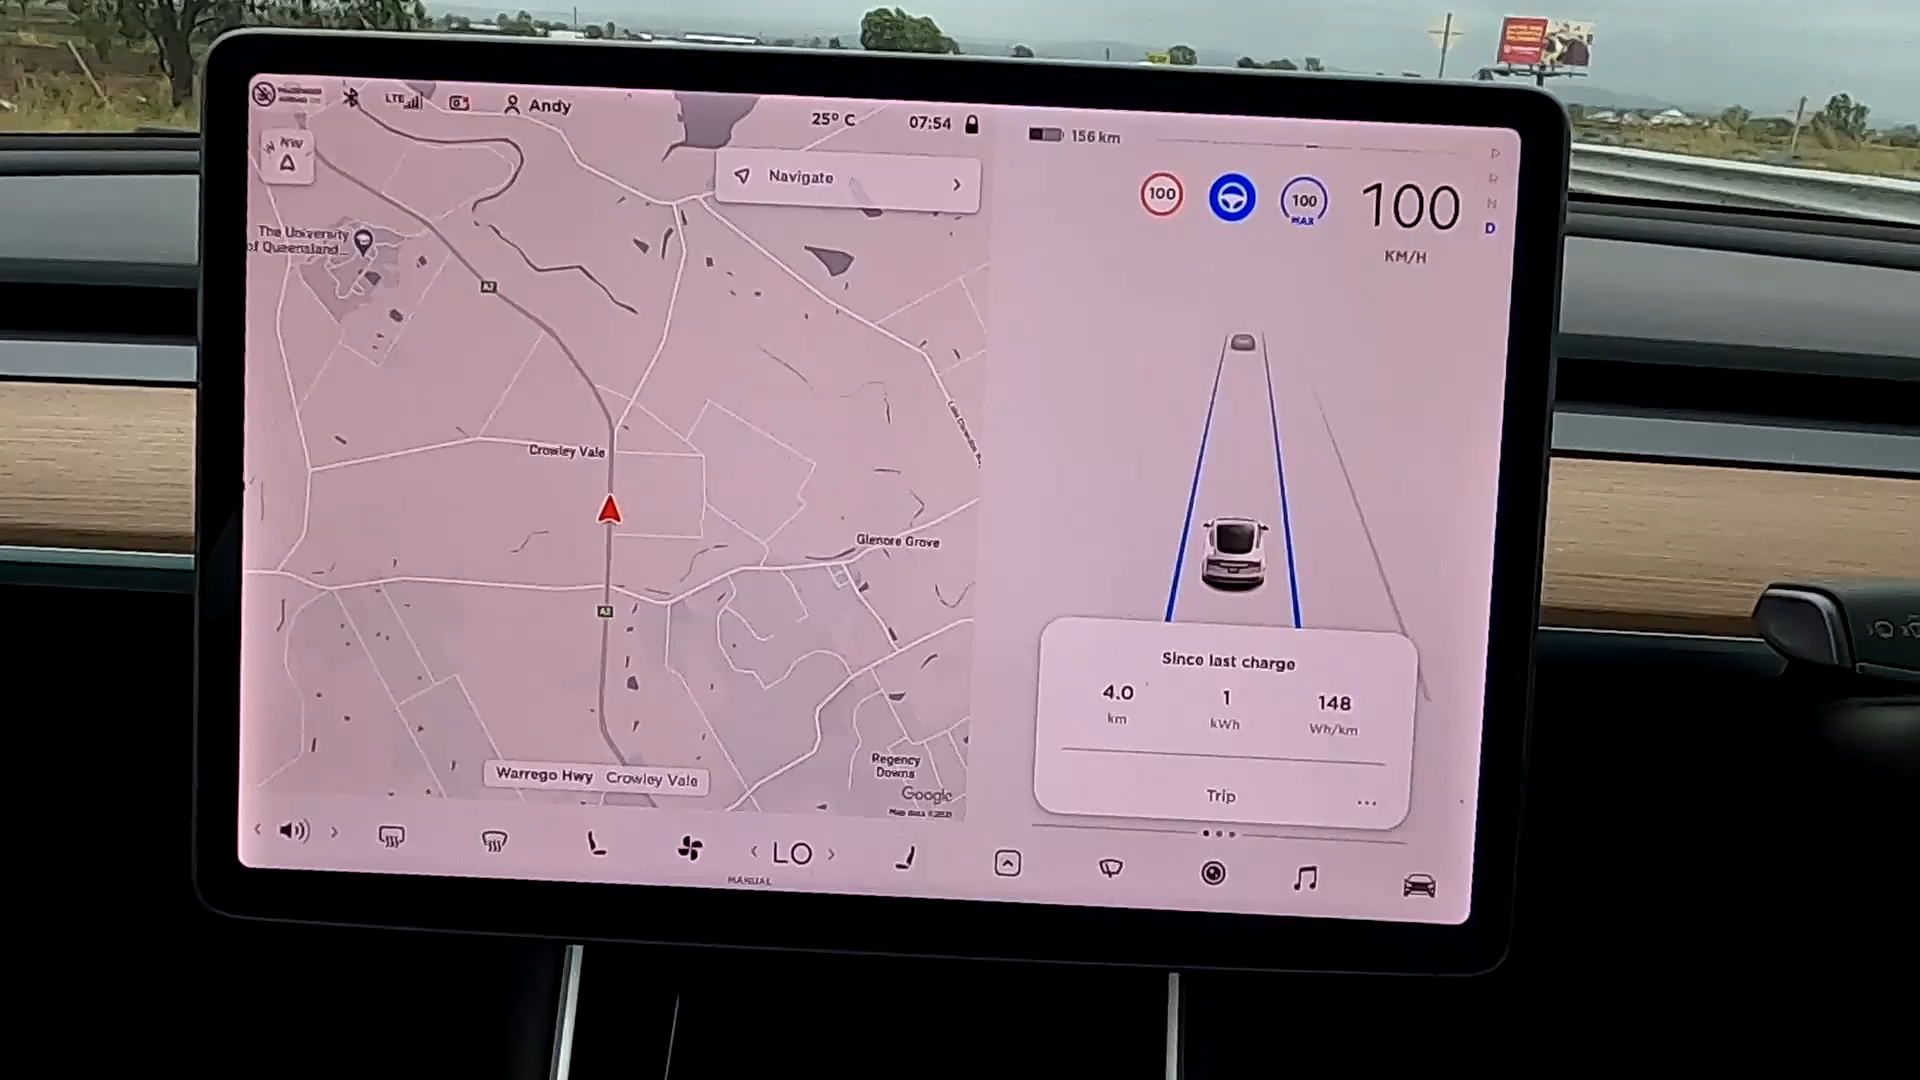 LTE
Andy
25° C
07:54
156 km
P
R
N
D
W NW
Navigate
100
100
MAX
100
KM/H
The University
of Queensland...
A2
Crowley Vale
Glenore Grove
A2
Since last charge
4.0
1
148
km
kWh
Wh/km
Trip
Regency
Downs
Google
Warrego Hwy Crowley Vale
LO
MANUAL